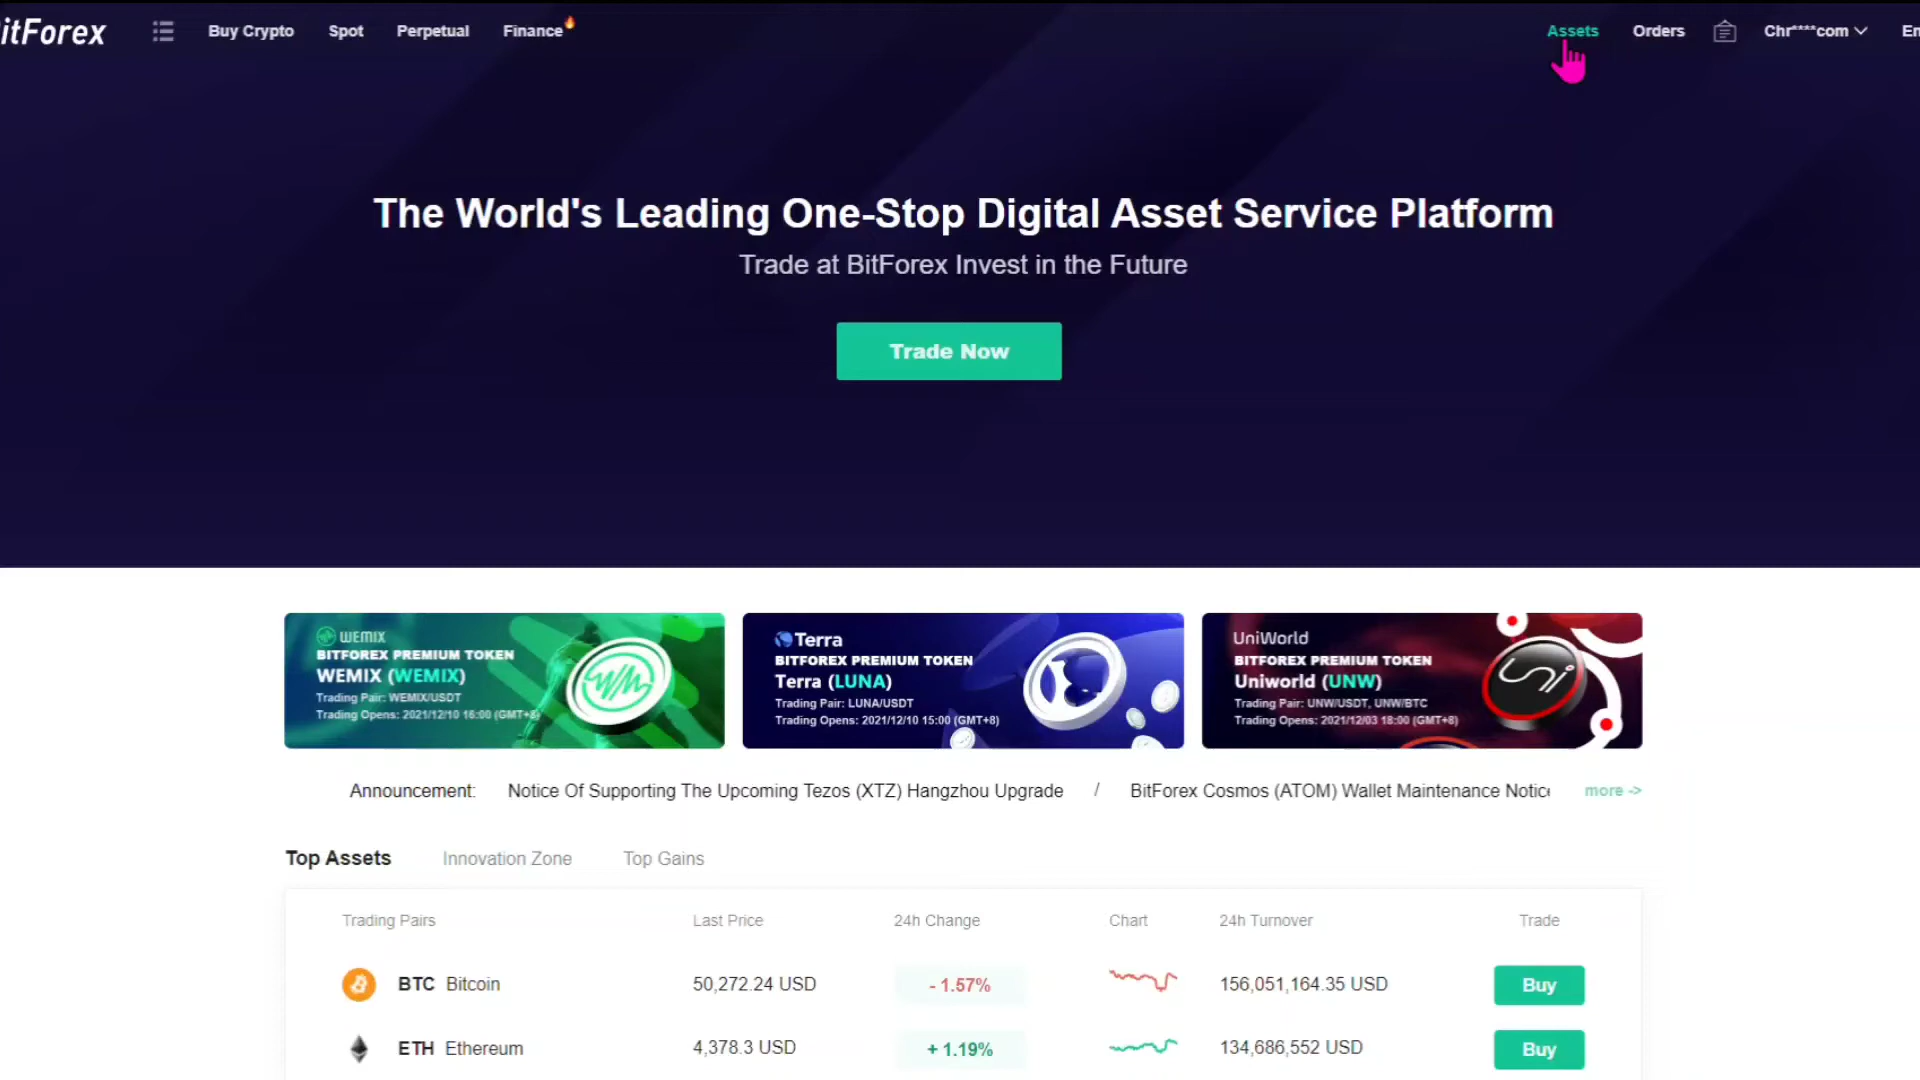 itForex
Buy Crypto
Spot
Perpetual
Finance
Assets
Orders
Chr****com
En
The World's Leading One-Stop Digital Asset Service Platform
Trade at BitForex Invest in the Future
Trade Now
WEMIX
BITFOREX PREMIUM TOKEN
WEMIX (WEMIX)
Trading Pair: WEMIX/USDT
Trading Opens: 2021/12/10 16:00 (GMT+8)
Terra
BITFOREX PREMIUM TOKEN
Terra (LUNA)
Trading Pair: LUNA/USDT
Trading Opens: 2021/12/10 15:00 (GMT+8)
UniWorld
BITFOREX PREMIUM TOKEN
Uniworld (UNW)
Trading Pair: UNW/USDT, UNW/BTC
Trading Opens: 2021/12/03 18:00 (GMT+8)
Uni
Announcement: Notice Of Supporting The Upcoming Tezos (XTZ) Hangzhou Upgrade / BitForex Cosmos (ATOM) Wallet Maintenance Notice more ->
Top Assets Innovation Zone Top Gains
Trading Pairs Last Price 24h Change Chart 24h Turnover Trade
BTC Bitcoin 50,272.24 USD - 1.57% 156,051,164.35 USD Buy
ETH Ethereum 4,378.3 USD + 1.19% 134,686,552 USD Buy